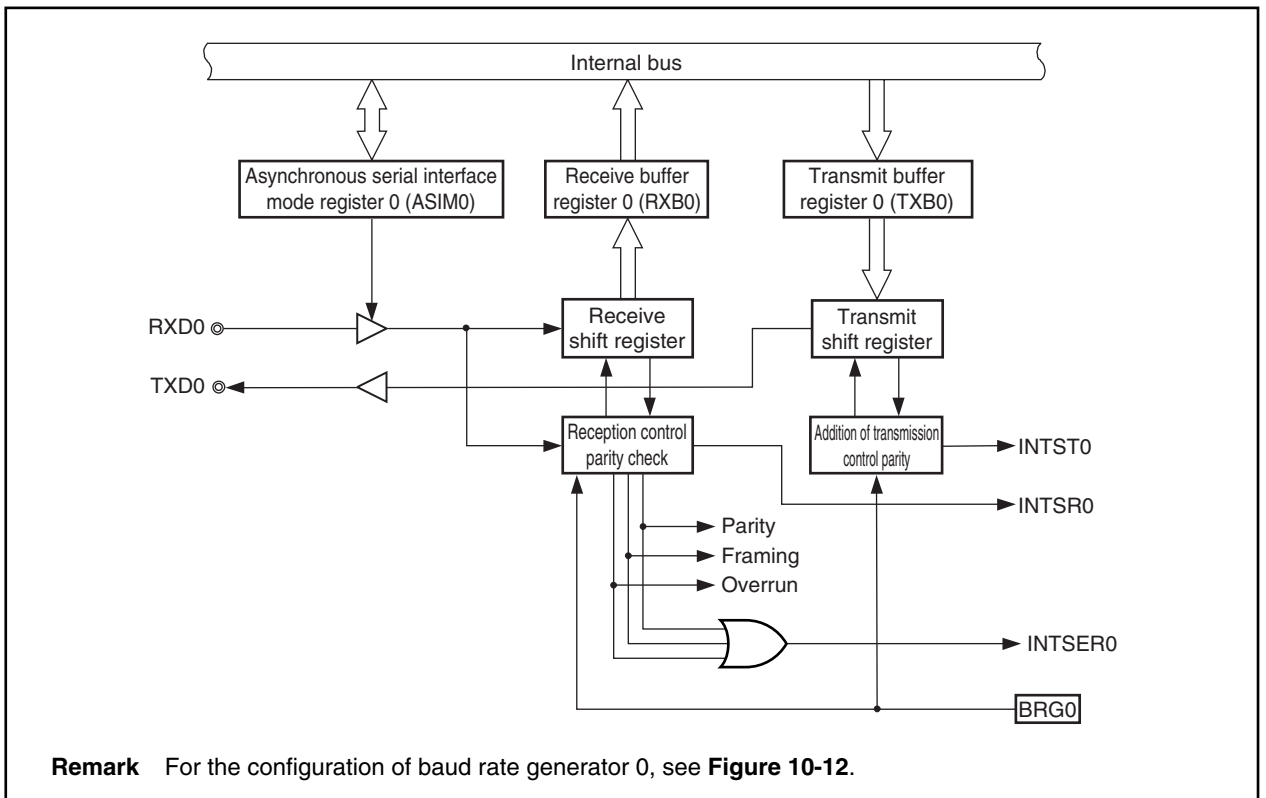 Internal bus
Asynchronous serial interface
mode register 0 (ASIM0)
Receive buffer
register 0 (RXB0)
Transmit buffer
register 0 (TXB0)
RXD0
Receive
shift register
Transmit
shift register
TXD0
Reception control
parity check
Addition of transmission
control parity
INTST0
INTSR0
Parity
Framing
Overrun
INTSER0
BRG0
Remark For the configuration of baud rate generator 0, see Figure 10-12.